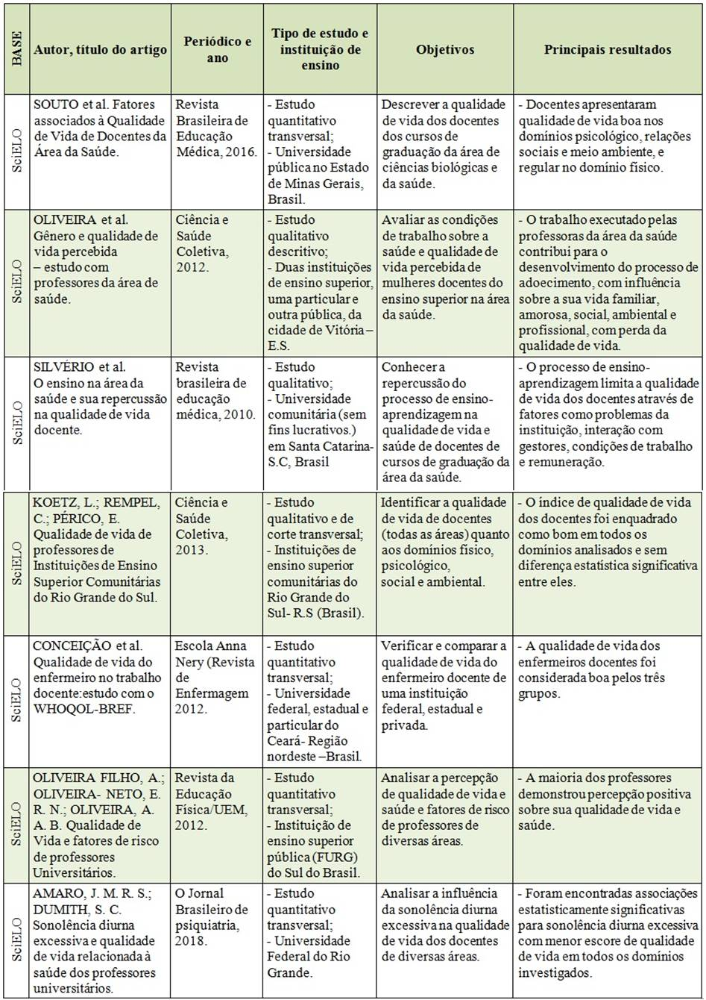 BASE
Autor, título do artigo
Periódico e
ano
Tipo de estudo e
instituição de
ensino
Objetivos
Principais resultados
SciELO
SOUTO et al. Fatores
associados à Qualidade
de Vida de Docentes da
Área da Saúde.
Revista
Brasileira de
Educação
Médica, 2016.
- Estudo
quantitativo
transversal;
- Universidade
pública no Estado
de Minas Gerais,
Brasil.
Descrever a qualidade
de vida dos docentes
dos cursos de
graduação da área de
ciências biológicas e
da saúde.
- Docentes apresentaram
qualidade de vida boa nos
domínios psicológico, relações
sociais e meio ambiente, e
regular no domínio físico.
SciELO
OLIVEIRA et al.
Gênero e qualidade de
vida percebida
– estudo com
professores da área de
saúde.
Ciência e
Saúde
Coletiva,
2012.
- Estudo
qualitativo
descritivo;
- Duas instituições
de ensino superior,
uma particular e
outra pública, da
cidade de Vitória –
E.S.
Avaliar as condições
de trabalho sobre a
saúde e qualidade de
vida percebida de
mulheres docentes do
ensino superior na área
da saúde.
- O trabalho executado pelas
professoras da área da saúde
contribui para o
desenvolvimento do processo de
adoecimento, com influência
sobre a sua vida familiar,
amorosa, social, ambiental e
profissional, com perda da
qualidade de vida.
SciELO
SILVÉRIO et al.
O ensino na área da
saúde e sua repercussão
na qualidade de vida
docente.
Revista
brasileira de
educação
médica, 2010.
- Estudo
qualitativo;
- Universidade
comunitária (sem
fins lucrativos.)
em Santa Catarina-
S.C, Brasil
Conhecer a
repercussão do
processo de ensino-
aprendizagem na
qualidade de vida e
saúde de docentes de
cursos de graduação da
área da saúde.
- O processo de ensino-
aprendizagem limita a qualidade
de vida dos docentes através de
fatores como problemas da
instituição, interação com
gestores, condições de trabalho
e remuneração.
SciELO
KOETZ, L.; REMPEL,
C.; PÉRICO, E.
Qualidade de vida de
professores de
Instituições de Ensino
Superior Comunitárias
do Rio Grande do Sul.
Ciência e
Saúde
Coletiva,
2013.
- Estudo
qualitativo e de
corte transversal;
- Instituições de
ensino superior
comunitárias do
Rio Grande do
Sul- R.S (Brasil).
Identificar a qualidade
de vida de docentes
(todas as áreas) quanto
aos domínios físico,
psicológico,
social e ambiental.
- O índice de qualidade de vida
dos docentes foi enquadrado
como bom em todos os
domínios analisados e sem
diferença estatística significativa
entre eles.
SciELO
CONCEIÇÃO et al.
Qualidade de vida do
enfermeiro no trabalho
docente:estudo com o
WHOQOL-BREF.
Escola Anna
Nery (Revista
de
Enfermagem
2012.
- Estudo
quantitativo
transversal;
- Universidade
federal, estadual e
particular do
Ceará- Região
nordeste –Brasil.
Verificar e comparar a
qualidade de vida do
enfermeiro docente de
uma instituição
federal, estadual e
privada.
- A qualidade de vida dos
enfermeiros docentes foi
considerada boa pelos três
grupos.
SciELO
OLIVEIRA FILHO, A.;
OLIVEIRA- NETO, E.
R. N.; OLIVEIRA, A.
A. B. Qualidade de
Vida e fatores de risco
de professores
Universitários.
Revista da
Educação
Física/UEM,
2012.
- Estudo
quantitativo
transversal;
- Instituição de
ensino superior
pública (FURG)
do Sul do Brasil.
Analisar a percepção
de qualidade de vida e
saúde e fatores de risco
de professores de
diversas áreas.
- A maioria dos professores
demonstrou percepção positiva
sobre sua qualidade de vida e
saúde.
SciELO
AMARO, J. M. R. S.;
DUMITH, S. C.
Sonolência diurna
excessiva e qualidade
de vida relacionada à
saúde dos professores
universitários.
O Jornal
Brasileiro de
psiquiatria,
2018.
- Estudo
quantitativo
transversal;
- Universidade
Federal do Rio
Grande.
Analisar a influência
da sonolência diurna
excessiva na qualidade
de vida dos docentes
de diversas áreas.
- Foram encontradas associações
estatisticamente significativas
para sonolência diurna excessiva
com menor escore de qualidade
de vida em todos os domínios
investigados.